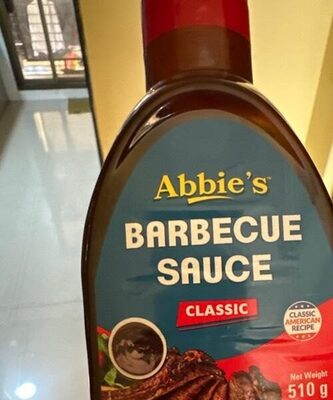 Abbie's
BARBECUE
SAUCE
CLASSIC
CLASSIC
AMERICAN
RECIPE
Net Weight
510 g